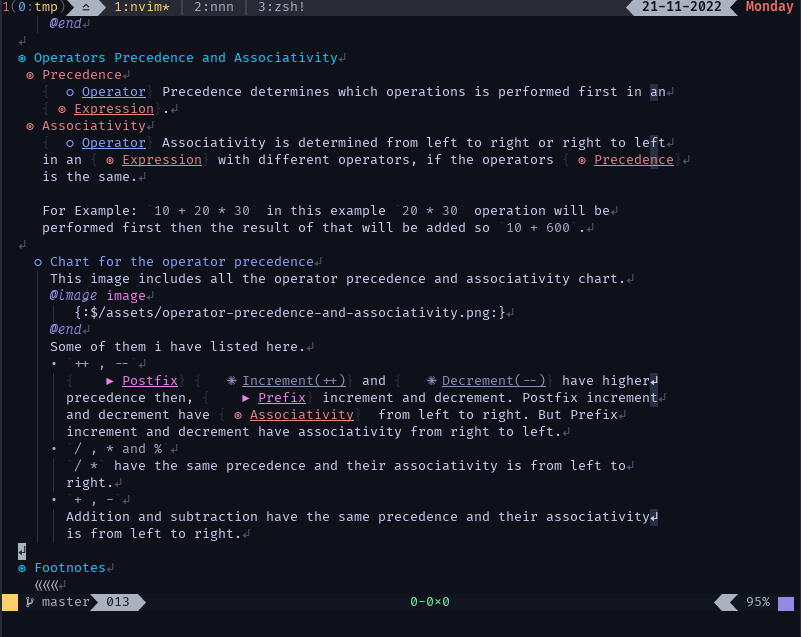 1(0:tmp) 1:nvim* | 2:nnn | 3:zsh! 21-11-2022 Monday
@end↲
↲
⊛ Operators Precedence and Associativity↲
⊛ Precedence↲
{ ○ Operator} Precedence determines which operations is performed first in an↲
{ ⊛ Expression}.↲
⊛ Associativity↲
{ ○ Operator} Associativity is determined from left to right or right to left↲
in an { ⊛ Expression} with different operators, if the operators { ⊛ Precedence}↲
is the same.↲
For Example: `10 + 20 * 30` in this example `20 * 30` operation will be↲
performed first then the result of that will be added so `10 + 600`.↲
↲
○ Chart for the operator precedence↲
This image includes all the operator precedence and associativity chart.↲
@image image↲
{:$/assets/operator-precedence-and-associativity.png:}↲
@end↲
Some of them i have listed here.↲
• `++ , --`↲
{ ▶ Postfix} { ✳ Increment(++)} and { ✳ Decrement(--)} have higher↲
precedence then, { ▶ Prefix} increment and decrement. Postfix increment↲
and decrement have { ⊛ Associativity} from left to right. But Prefix↲
increment and decrement have associativity from right to left.↲
• `/ , * and %`↲
`/ *` have the same precedence and their associativity is from left to↲
right.↲
• `+ , -`↲
Addition and subtraction have the same precedence and their associativity↲
is from left to right.↲
↲
⊛ Footnotes↲
⟪⟪⟪↲
master 013 0-0×0 95%